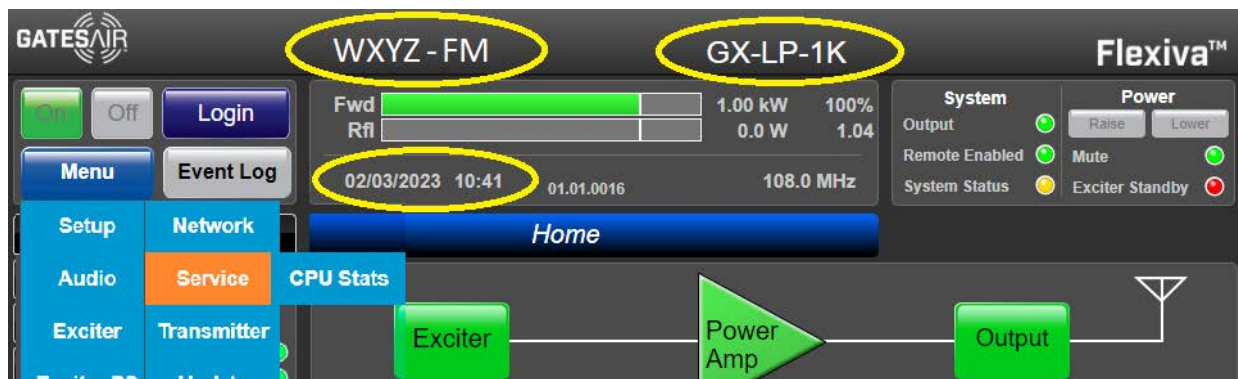 GATESAIR
WXYZ - FM
GX-LP-1K
Flexiva™
On
Off
Login
Menu
Event Log
Fwd 1.00 kW 100%
Rfl 0.0 W 1.04
02/03/2023 10:41 01.01.0016 108.0 MHz
System
Output
Remote Enabled
System Status
Power
Raise Lower
Mute
Exciter Standby
Setup Network
Audio Service CPU Stats
Exciter Transmitter
Home
Exciter
Power
Amp
Output